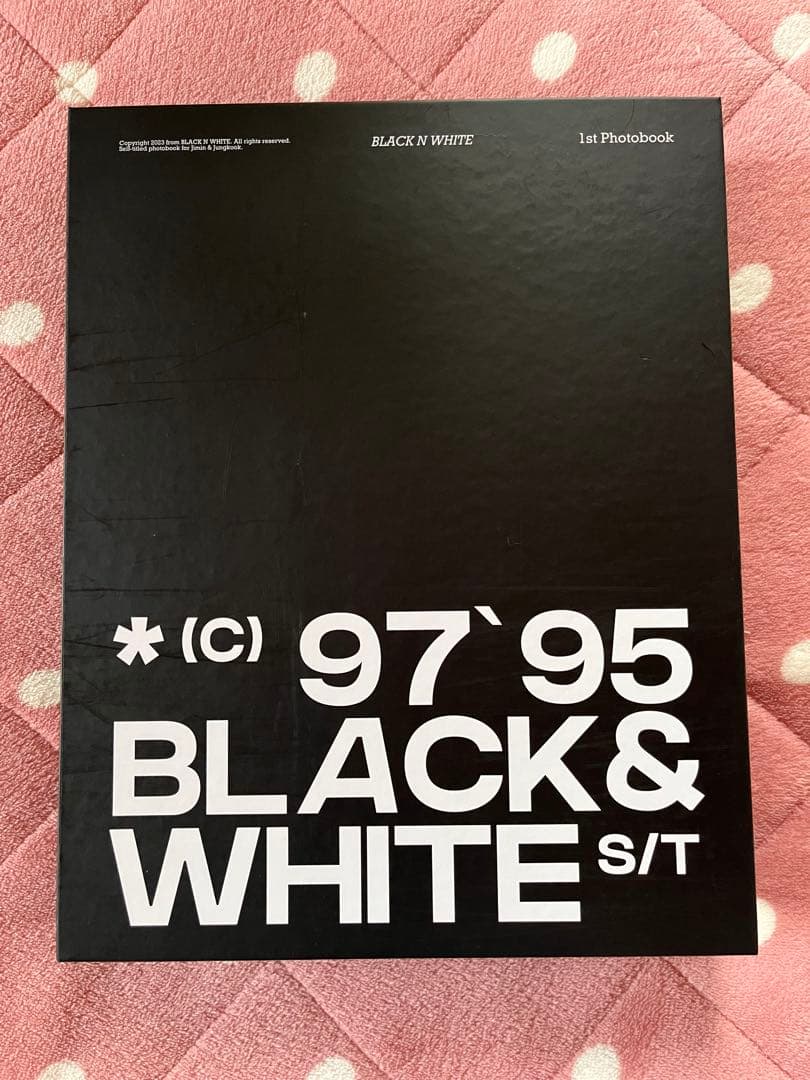 Copyright 2023 from BLACK N WHITE. All rights reserved.
Self-titled photobook for Jimin & Jungkook.
BLACK N WHITE
1st Photobook
* (C) 97`95
BLACK&
WHITE S/T